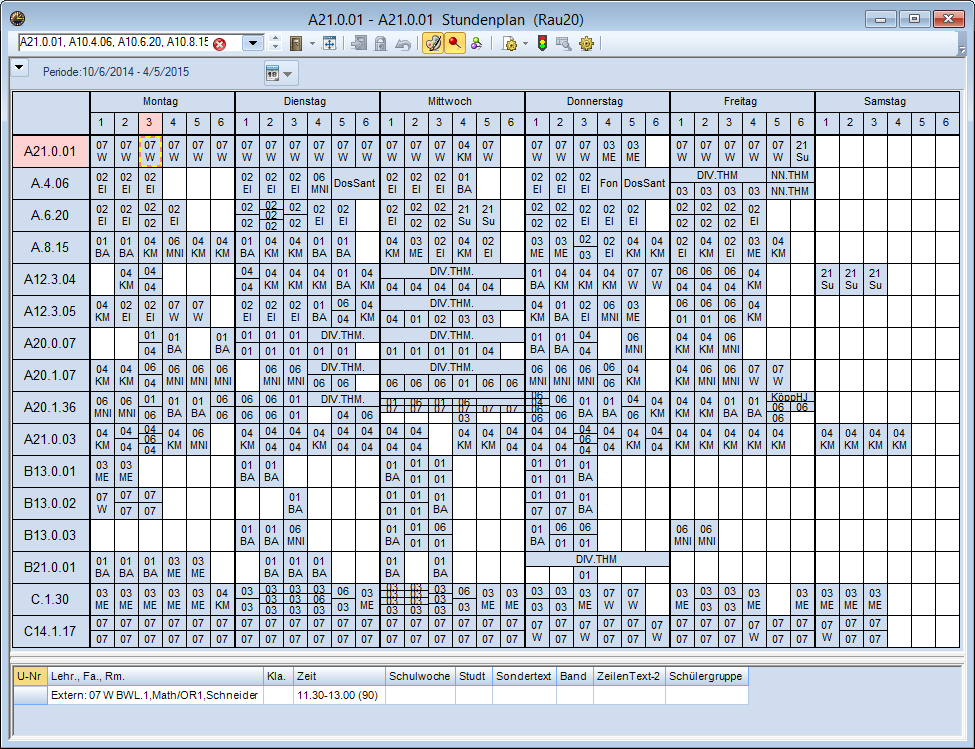 A21.0.01 - A21.0.01 Stundenplan (Rau20)
A21.0.01, A10.4.06, A10.6.20, A10.8.15
Periode:10/6/2014 - 4/5/2015
Montag Dienstag Mittwoch Donnerstag Freitag Samstag
1 2 3 4 5 6 1 2 3 4 5 6 1 2 3 4 5 6 1 2 3 4 5 6 1 2 3 4 5 6 1 2 3 4 5 6
A21.0.01
07 07 07 07 07 07 07 07 07 07 07 07 07 07 07 04 07 07 07 07 03 03 07 07 07 07 07 21
W W W W W W W W W W W W W W W KM W W W W ME ME W W W W W Su
A.4.06
02 02 02 02 02 02 06 DosSant 02 02 02 01 02 02 02 Fon DosSant DIV.THM NN.THM
EI EI EI EI EI EI MNI EI EI EI BA EI EI EI 03 03 03 03 NN.THM
A.6.20
02 02 02 02 02 02 02 02 02 02 02 02 21 21 02 02 02 02 02 02 02 02 02
EI EI 02 EI 02 02 02 02 EI EI EI 02 02 Su Su 02 02 EI EI EI 02 02 02 EI
A.8.15
01 01 04 06 04 04 01 04 04 01 01 04 03 02 04 02 03 03 02 02 04 04 02 04 02 03 04
BA BA KM MNI KM KM BA KM KM BA BA KM ME EI KM EI ME ME 03 EI KM KM EI KM EI ME KM
A12.3.04
04 04 04 04 04 04 01 04 DIV.THM. 01 04 04 04 07 07 06 06 06 04 21 21 21
KM 04 04 KM KM KM BA KM 04 04 04 04 04 BA KM KM KM W W 04 04 04 KM Su Su Su
A12.3.05
04 02 02 07 07 02 02 02 01 06 04 DIV.THM. 04 01 02 06 03 06 06 06 04
KM EI EI W W EI EI EI BA 04 KM 04 01 02 03 03 KM BA EI MNI ME 01 01 06 KM
A20.0.07
01 01 01 01 01 01 DIV.THM. DIV.THM. 01 01 04 06 04 04 06
04 BA BA 01 01 01 01 01 01 01 01 01 04 BA BA 04 MNI KM KM MNI
A20.1.07
04 04 06 06 06 06 06 06 DIV.THM. DIV.THM. 06 06 06 06 04 04 06 06 07 07
KM KM 04 MNI MNI MNI MNI MNI 06 06 06 06 06 01 06 06 MNI MNI MNI 04 KM KM MNI MNI W W
A20.1.36
06 06 01 01 01 06 06 06 01 DIV.THM. 06 01 04 01 06 06 06 01 01 04 04 04 04 01 01 KöppHJ
MNI MNI 06 BA BA 06 06 06 01 04 06 07 07 07 04 07 07 03 04 06 06 BA BA 06 KM KM KM BA BA 06 06 06
A21.0.03
04 04 04 04 06 04 04 04 04 04 04 04 04 04 04 04 04 04 04 04 04 04 04 04 04 04 04 04 04 04 04
KM KM 06 04 KM MNI KM 04 04 KM 04 04 04 04 KM KM 04 04 04 06 04 KM 04 04 KM KM KM KM KM KM KM KM KM
B13.0.01
03 03 01 01 01 01 01 01 01 01
ME ME BA BA BA 01 01 01 01 BA
B13.0.02
07 07 07 01 01 01 01 01 01 01
W 07 07 BA 01 01 BA 07 07 BA
B13.0.03
01 01 06 01 01 06 01 06 06 06 06
BA BA MNI 01 01 01 BA 01 01 MNI MNI
B21.0.01
01 01 01 03 03 01 01 01 01 01 DIV.THM
BA BA BA ME ME BA BA BA BA BA 01
C.1.30
03 03 03 03 03 04 03 03 03 03 06 03 03 03 03 06 03 03 03 03 03 07 07 03 03 03 03 03 03 03 03
ME ME ME ME ME KM 03 03 03 03 03 03 06 03 03 ME 03 03 03 03 03 03 03 03 ME ME 03 03 ME W W ME 03 03 ME ME ME ME ME
C14.1.17
07 07 07 07 07 07 07 07 07 07 07 07 07 07 07 07 07 07 07 07 07 07 07 07 07 07 07 07 07 07 07 07 07
07 07 07 07 07 07 07 07 07 07 07 07 07 07 07 07 07 07 W 07 W 07 07 W 07 07 07 W 07 07 W 07 07
U-Nr Lehr., Fa., Rm. Kla. Zeit Schulwoche Studt Sondertext Band ZeilenText-2 Schülergruppe
Extern: 07 W BWL.1,Math/OR1,Schneider 11.30-13.00 (90)